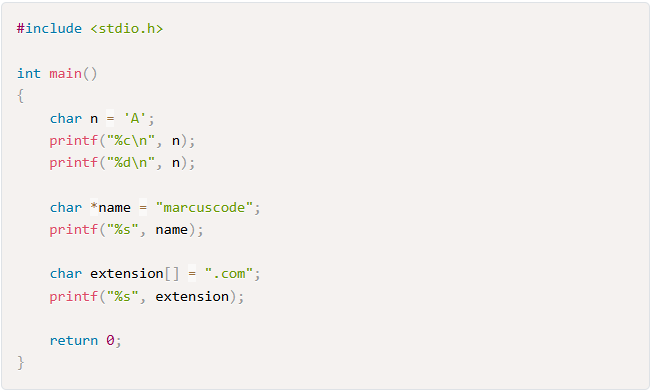 #include <stdio.h>

int main()
{
    char n = 'A';
    printf("%c\n", n);
    printf("%d\n", n);

    char *name = "marcuscode";
    printf("%s", name);

    char extension[] = ".com";
    printf("%s", extension);

    return 0;
}